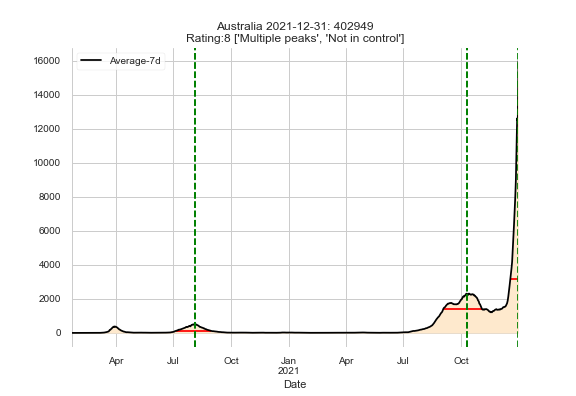 Australia 2021-12-31: 402949
Rating:8 ['Multiple peaks', 'Not in control']
Average-7d
16000
14000
12000
10000
8000
6000
4000
2000
0
Apr Jul Oct Jan Apr Jul Oct
2021
Date